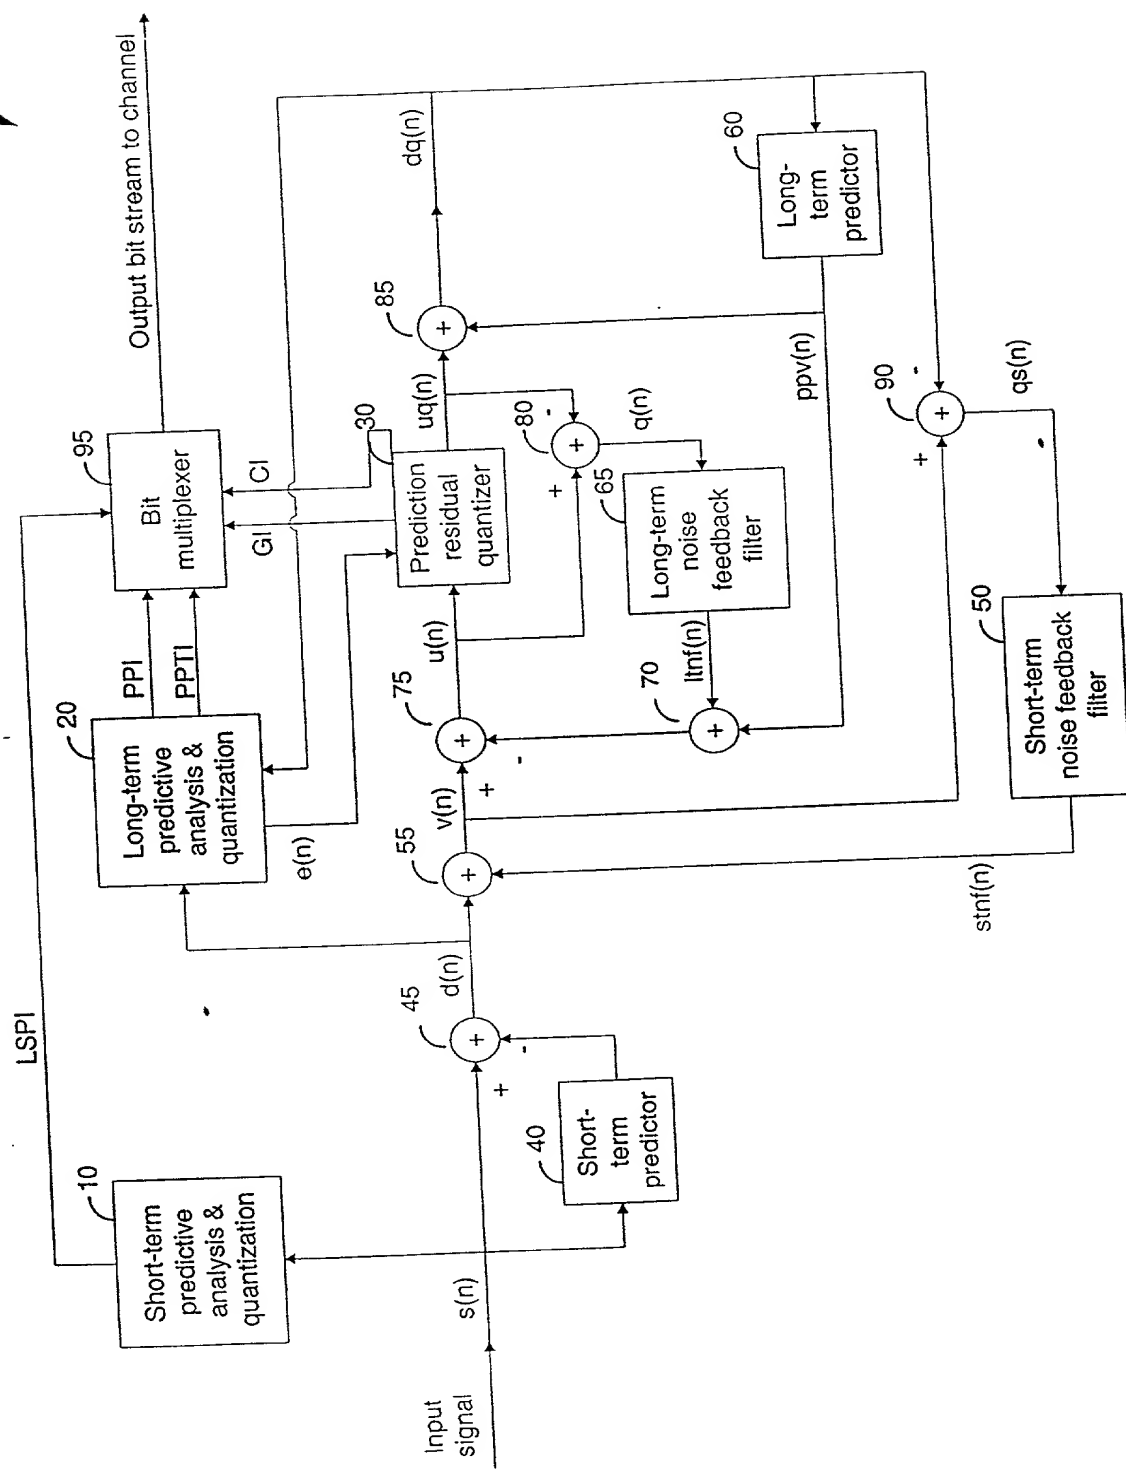 Output bit stream to channel
LSPI
95
Bit
multiplexer
PPI
PPTI
GI
CI
20
Long-term
predictive
analysis &
quantization
e(n)
10
Short-term
predictive
analysis &
quantization
Input
signal
s(n)
+
+
-
45
40
Short-
term
predictor
d(n)
55
+
v(n)
75
+
+
-
u(n)
30
Prediction
residual
quantizer
uq(n)
85
+
dq(n)
80
+
+
-
q(n)
65
Long-term
noise
feedback
filter
ltnf(n)
70
+
60
Long-
term
predictor
ppv(n)
90
+
+
-
qs(n)
50
Short-term
noise feedback
filter
stnf(n)